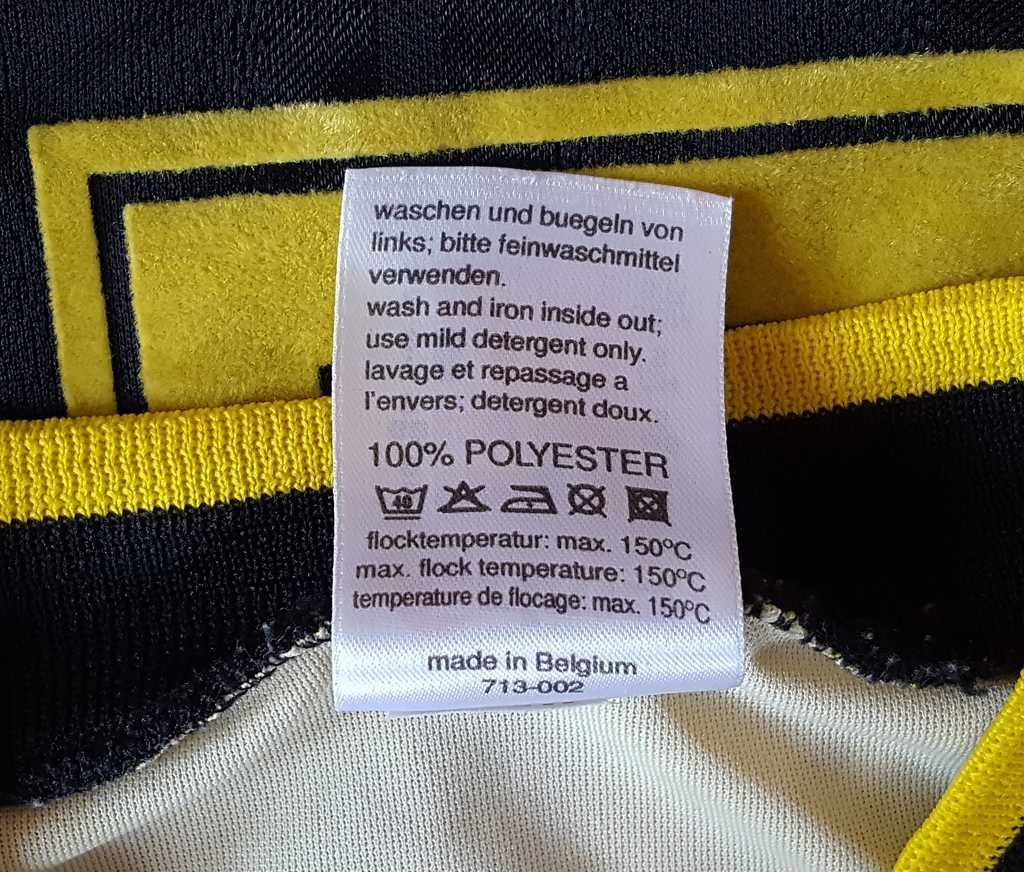 waschen und buegeln von
links; bitte feinwaschmittel
verwenden.
wash and iron inside out;
use mild detergent only.
lavage et repassage a
l'envers; detergent doux.
100% POLYESTER
40
flocktemperatur: max. 150°C
max. flock temperature: 150°C
temperature de flocage: max. 150°C
made in Belgium
713-002